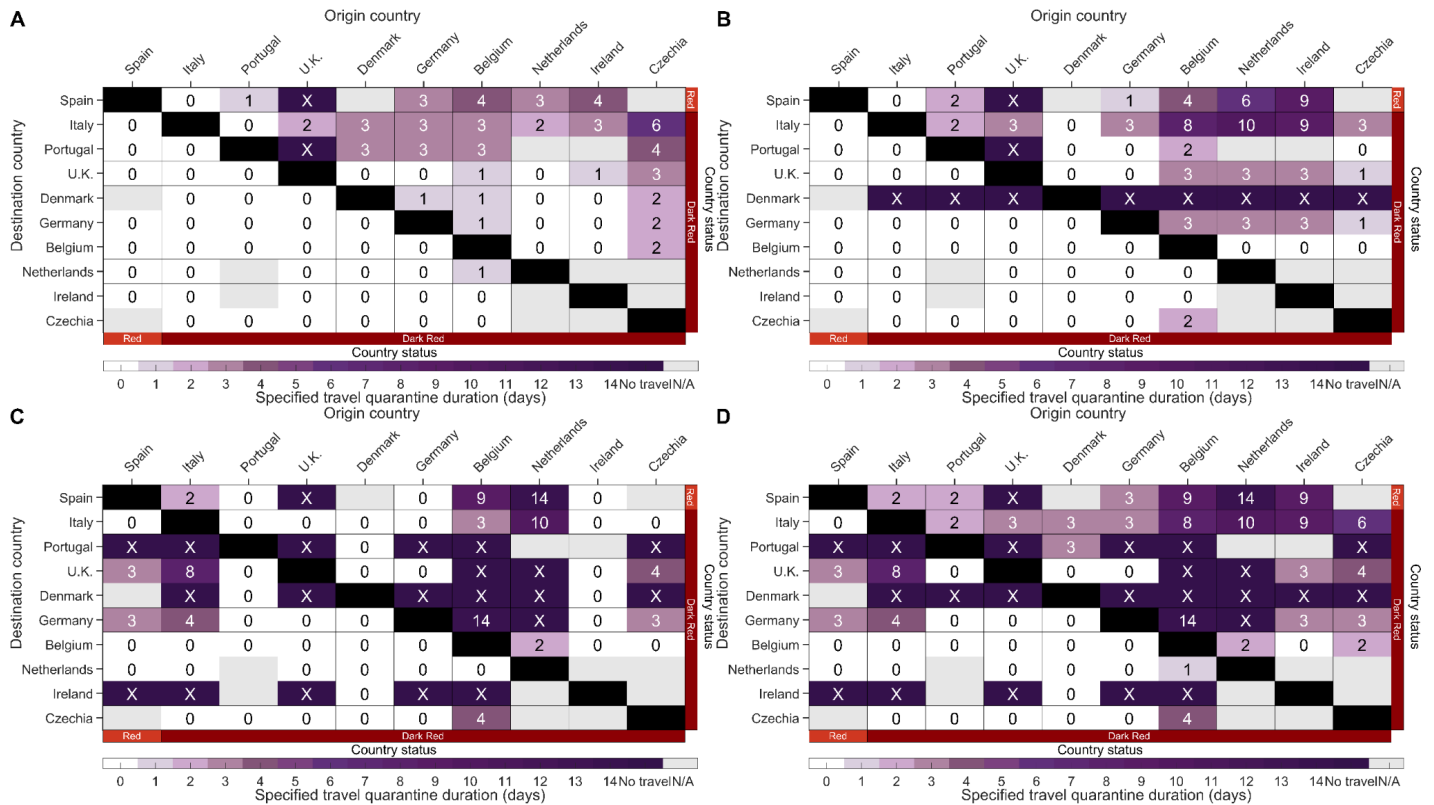 A
Origin country
Spain Italy Portugal U.K. Denmark Germany Belgium Netherlands Ireland Czechia
Destination country
Spain 0 1 X 3 4 3 4
Italy 0 0 2 3 3 3 2 3 6
Portugal 0 0 X 3 3 3 4
U.K. 0 0 0 0 0 1 0 1 3
Denmark 0 0 0 1 1 0 0 2
Germany 0 0 0 0 0 1 0 0 2
Belgium 0 0 0 0 0 0 0 0 2
Netherlands 0 0 0 0 0 1
Ireland 0 0 0 0 0 0
Czechia 0 0 0 0 0 0
Red
Dark Red
Country status
Red Dark Red
Country status
0 1 2 3 4 5 6 7 8 9 10 11 12 13 14 No travel N/A
Specified travel quarantine duration (days)
B
Origin country
Spain Italy Portugal U.K. Denmark Germany Belgium Netherlands Ireland Czechia
Destination country
Spain 0 2 X 1 4 6 9
Italy 0 2 3 0 3 8 10 9 3
Portugal 0 0 X 0 0 2 0
U.K. 0 0 0 0 0 3 3 3 1
Denmark X X X X X X X X
Germany 0 0 0 0 0 3 3 3 1
Belgium 0 0 0 0 0 0 0 0 0
Netherlands 0 0 0 0 0 0
Ireland 0 0 0 0 0 0
Czechia 0 0 0 0 0 2
Red
Dark Red
Country status
Red Dark Red
Country status
0 1 2 3 4 5 6 7 8 9 10 11 12 13 14 No travel N/A
Specified travel quarantine duration (days)
C
Origin country
Spain Italy Portugal U.K. Denmark Germany Belgium Netherlands Ireland Czechia
Destination country
Spain 2 0 X 0 9 14 0
Italy 0 0 0 0 0 3 10 0 0
Portugal X X X 0 X X X
U.K. 3 8 0 0 0 X X 0 4
Denmark X 0 X X X X 0 X
Germany 3 4 0 0 0 14 X 0 3
Belgium 0 0 0 0 0 0 2 0 0
Netherlands 0 0 0 0 0 0
Ireland X X X 0 X X
Czechia 0 0 0 0 0 4
Red
Dark Red
Country status
Red Dark Red
Country status
0 1 2 3 4 5 6 7 8 9 10 11 12 13 14 No travel N/A
Specified travel quarantine duration (days)
D
Origin country
Spain Italy Portugal U.K. Denmark Germany Belgium Netherlands Ireland Czechia
Destination country
Spain 2 2 X 3 9 14 9
Italy 0 2 3 3 3 8 10 9 6
Portugal X X X 3 X X X
U.K. 3 8 0 0 0 X X 3 4
Denmark X X X X X X X X
Germany 3 4 0 0 0 14 X 3 3
Belgium 0 0 0 0 0 0 2 0 2
Netherlands 0 0 0 0 0 1
Ireland X X X 0 X X
Czechia 0 0 0 0 0 4
Red
Dark Red
Country status
Red Dark Red
Country status
0 1 2 3 4 5 6 7 8 9 10 11 12 13 14 No travel N/A
Specified travel quarantine duration (days)